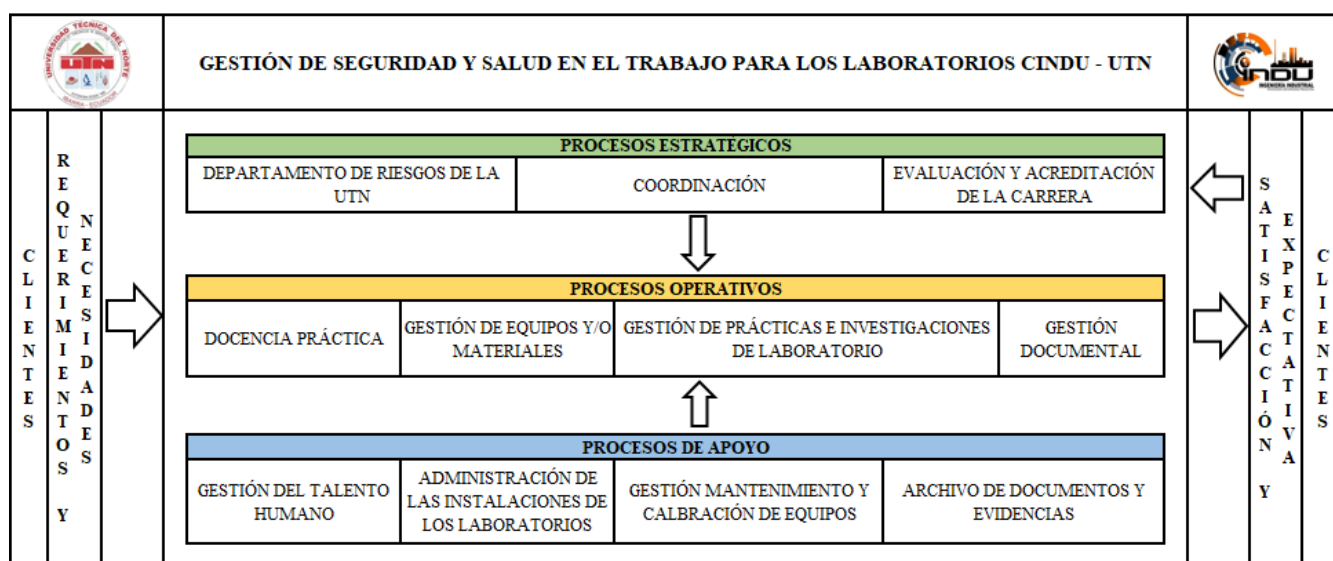 UNIVERSIDAD TECNICA DEL NORTE
UTN
IBARRA - ECUADOR
GESTIÓN DE SEGURIDAD Y SALUD EN EL TRABAJO PARA LOS LABORATORIOS CINDU - UTN
CINDU
INGENIERÍA INDUSTRIAL
CLIENTES
REQUERIMIENTOS Y
NECESIDADES
PROCESOS ESTRATÉGICOS
DEPARTAMENTO DE RIESGOS DE LA
UTN
COORDINACIÓN
EVALUACIÓN Y ACREDITACIÓN
DE LA CARRERA
PROCESOS OPERATIVOS
DOCENCIA PRÁCTICA
GESTIÓN DE EQUIPOS Y/O
MATERIALES
GESTIÓN DE PRÁCTICAS E INVESTIGACIONES
DE LABORATORIO
GESTIÓN
DOCUMENTAL
PROCESOS DE APOYO
GESTIÓN DEL TALENTO
HUMANO
ADMINISTRACIÓN DE
LAS INSTALACIONES DE
LOS LABORATORIOS
GESTIÓN MANTENIMIENTO Y
CALBRACIÓN DE EQUIPOS
ARCHIVO DE DOCUMENTOS Y
EVIDENCIAS
SATISFACCIÓN Y
EXPECTATIVA
CLIENTES